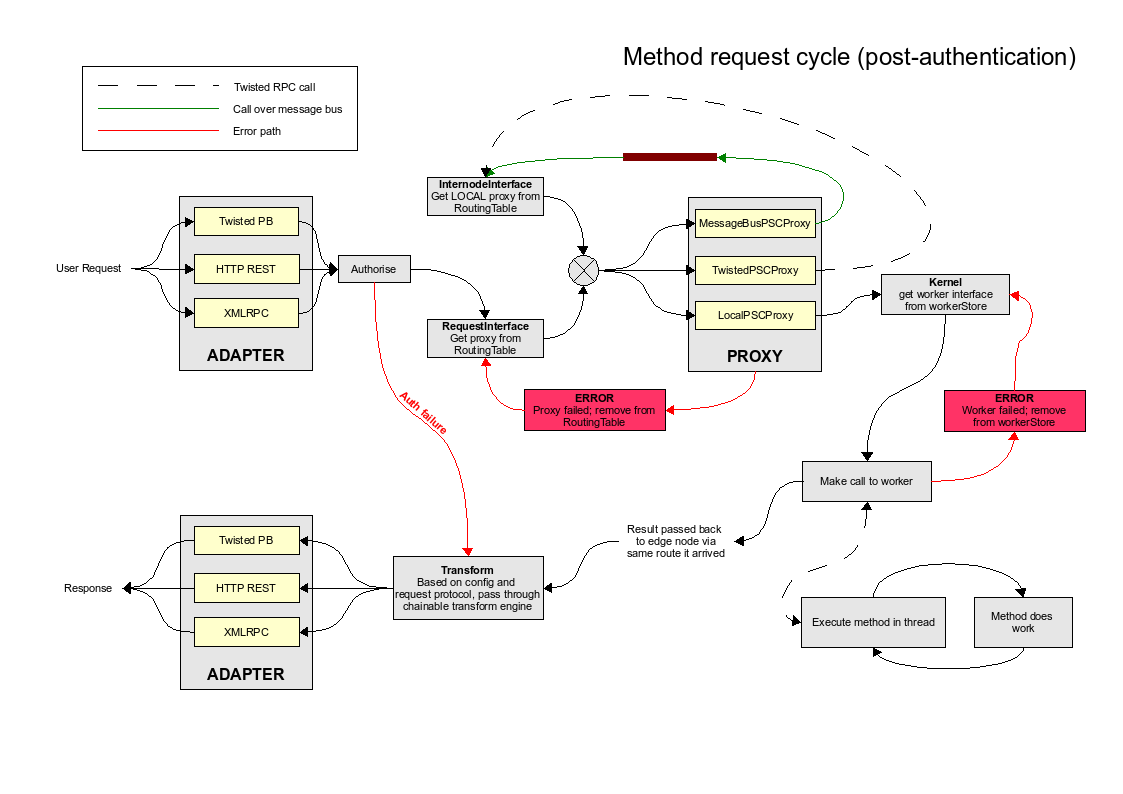 Method request cycle (post-authentication)
Twisted RPC call
Call over message bus
Error path
InternodeInterface
Get LOCAL proxy from
RoutingTable
Twisted PB
HTTP REST
XMLRPC
ADAPTER
User Request
Authorise
RequestInterface
Get proxy from
RoutingTable
MessageBusPSCProxy
TwistedPSCProxy
LocalPSCProxy
PROXY
Kernel
get worker interface
from workerStore
ERROR
Proxy failed; remove from
RoutingTable
ERROR
Worker failed; remove
from workerStore
Auth failure
Make call to worker
Result passed back
to edge node via
same route it arrived
Twisted PB
HTTP REST
XMLRPC
ADAPTER
Response
Transform
Based on config and
request protocol, pass through
chainable transform engine
Execute method in thread
Method does
work